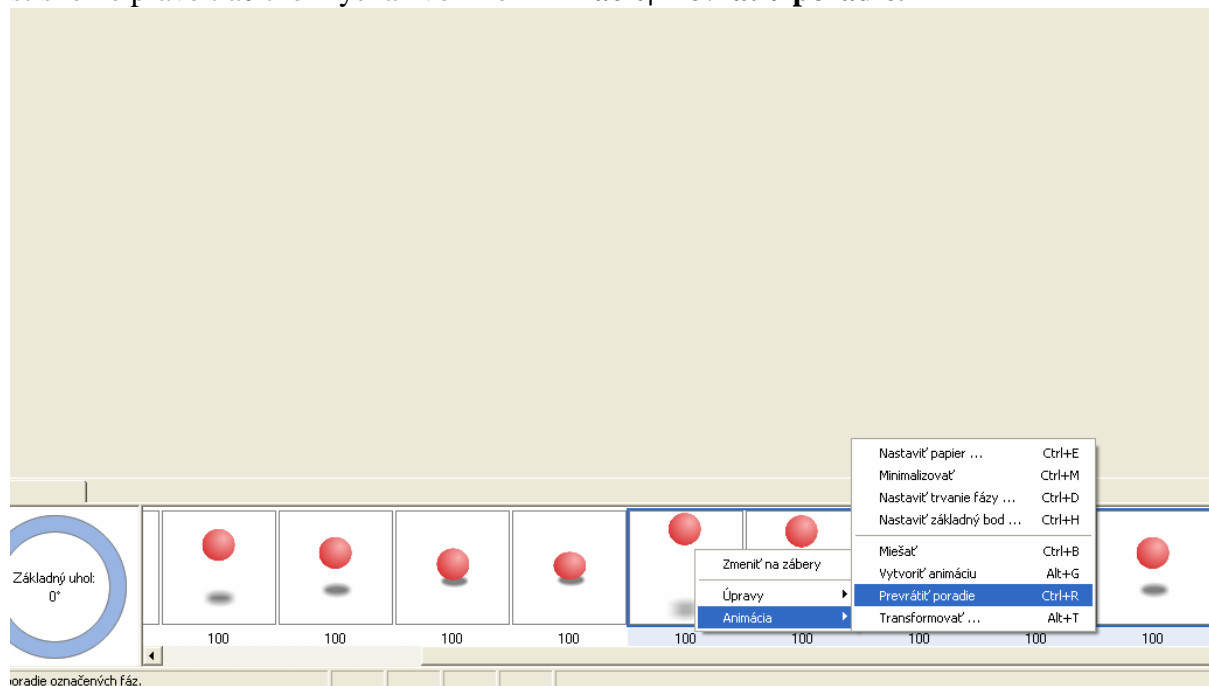 Nastaviť papier ... Ctrl+E
Minimalizovať Ctrl+M
Nastaviť trvanie fázy ... Ctrl+D
Nastaviť základný bod ... Ctrl+H
Miešať Ctrl+B
Vytvoriť animáciu Alt+G
Prevrátiť poradie Ctrl+R
Transformovať ... Alt+T
Zmeniť na zábery
Úpravy
Animácia
Základný uhol:
0°
100 100 100 100 100 100 100 100 100
poradie označených fáz.